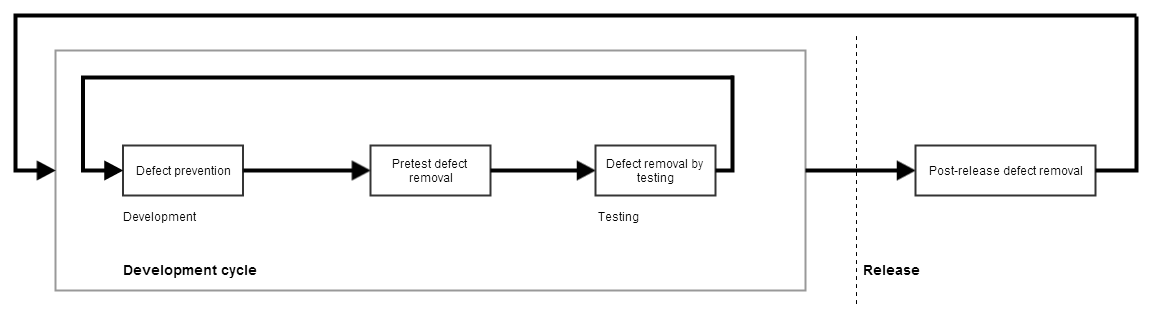 Defect prevention
Pretest defect
removal
Defect removal by
testing
Post-release defect removal
Development
Testing
Development cycle
Release